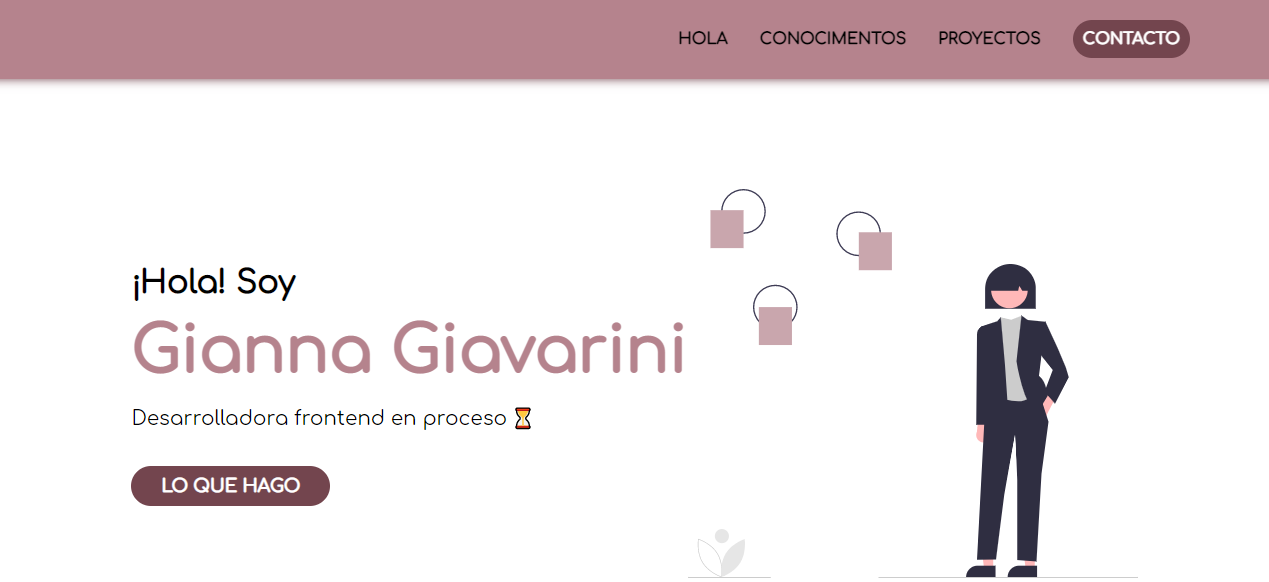 HOLA CONOCIMENTOS PROYECTOS CONTACTO
¡Hola! Soy
Gianna Giavarini
Desarrolladora frontend en proceso ⏳
LO QUE HAGO